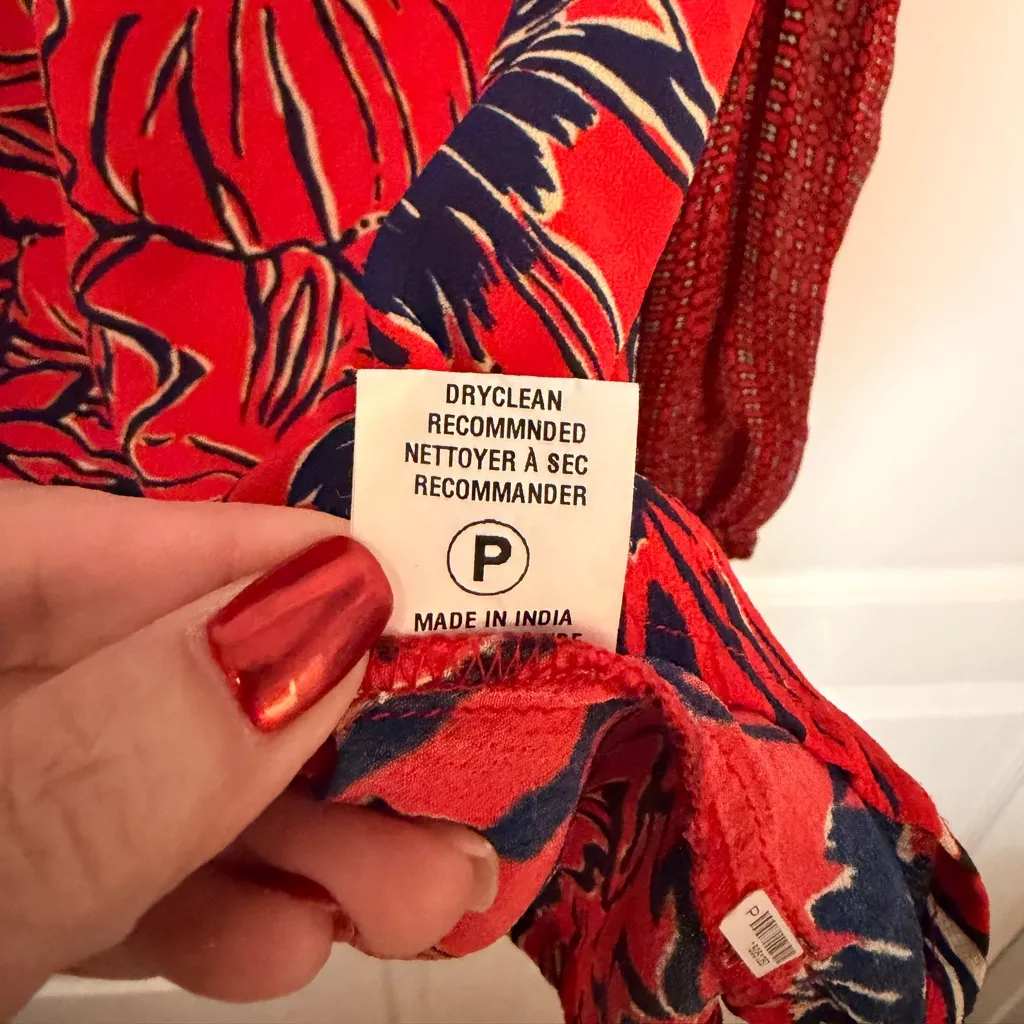 DRYCLEAN
RECOMMNDED
NETTOYER À SEC
RECOMMANDER
P
MADE IN INDIA
P